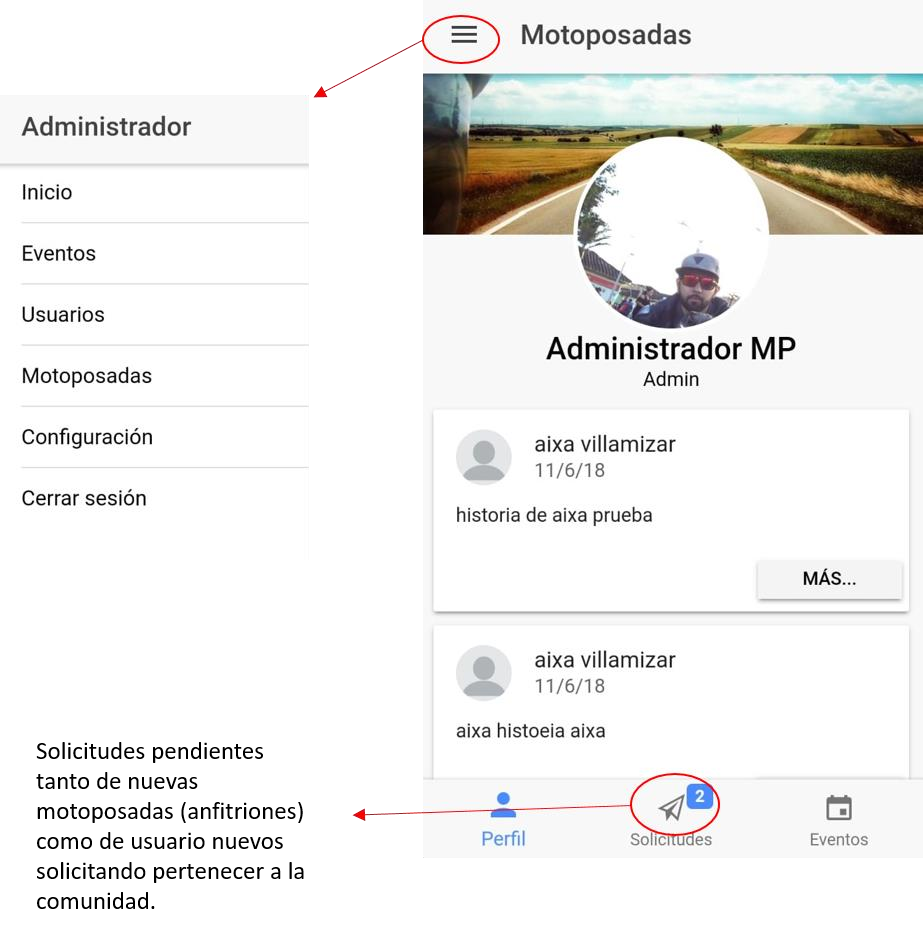 Motoposadas
Administrador
Inicio
Eventos
Usuarios
Motoposadas
Configuración
Cerrar sesión
Administrador MP
Admin
aixa villamizar
11/6/18
historia de aixa prueba
MÁS...
aixa villamizar
11/6/18
aixa histoeia aixa
Solicitudes pendientes
tanto de nuevas
motoposadas (anfitriones)
como de usuario nuevos
solicitando pertenecer a la
comunidad.
2
Perfil
Solicitudes
Eventos